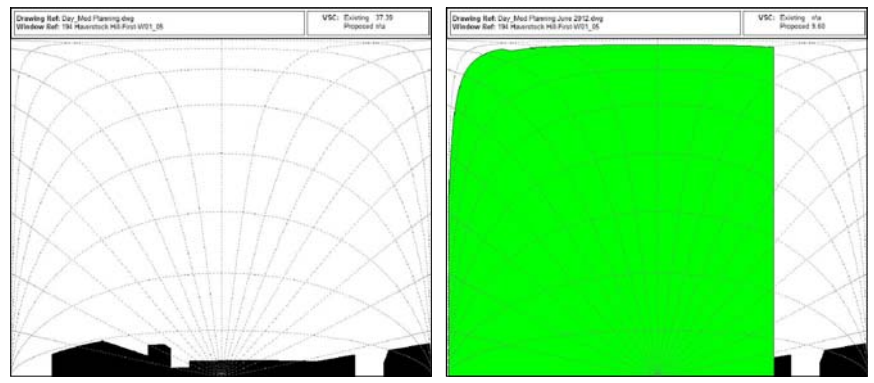 Drawing Ref: Day_Med Planning.dwg
Window Ref: 194 Haverstock Hill-First-W01_05
VSC: Existing 37.39
Proposed n\a
Drawing Ref: Day_Med Planning June 2012.dwg
Window Ref: 194 Haverstock Hill-First-W01_05
VSC: Existing n\a
Proposed 9.60